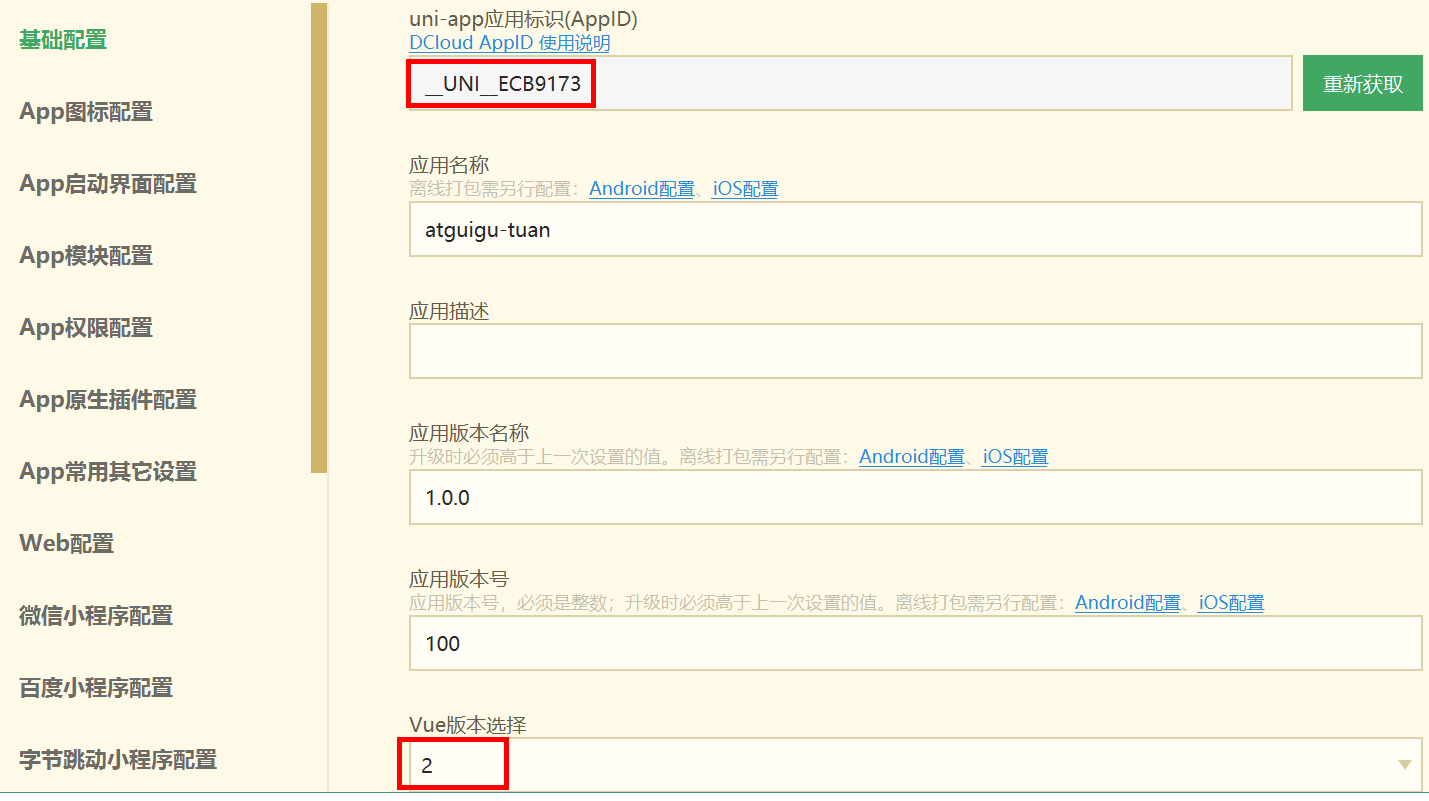 基础配置
App图标配置
App启动界面配置
App模块配置
App权限配置
App原生插件配置
App常用其它设置
Web配置
微信小程序配置
百度小程序配置
字节跳动小程序配置
uni-app应用标识(AppID)
DCloud AppID 使用说明
__UNI__ECB9173
重新获取
应用名称
离线打包需另行配置：Android配置、iOS配置
atguigu-tuan
应用描述
应用版本名称
升级时必须高于上一次设置的值。离线打包需另行配置：Android配置、iOS配置
1.0.0
应用版本号
应用版本号，必须是整数；升级时必须高于上一次设置的值。离线打包需另行配置：Android配置、iOS配置
100
Vue版本选择
2